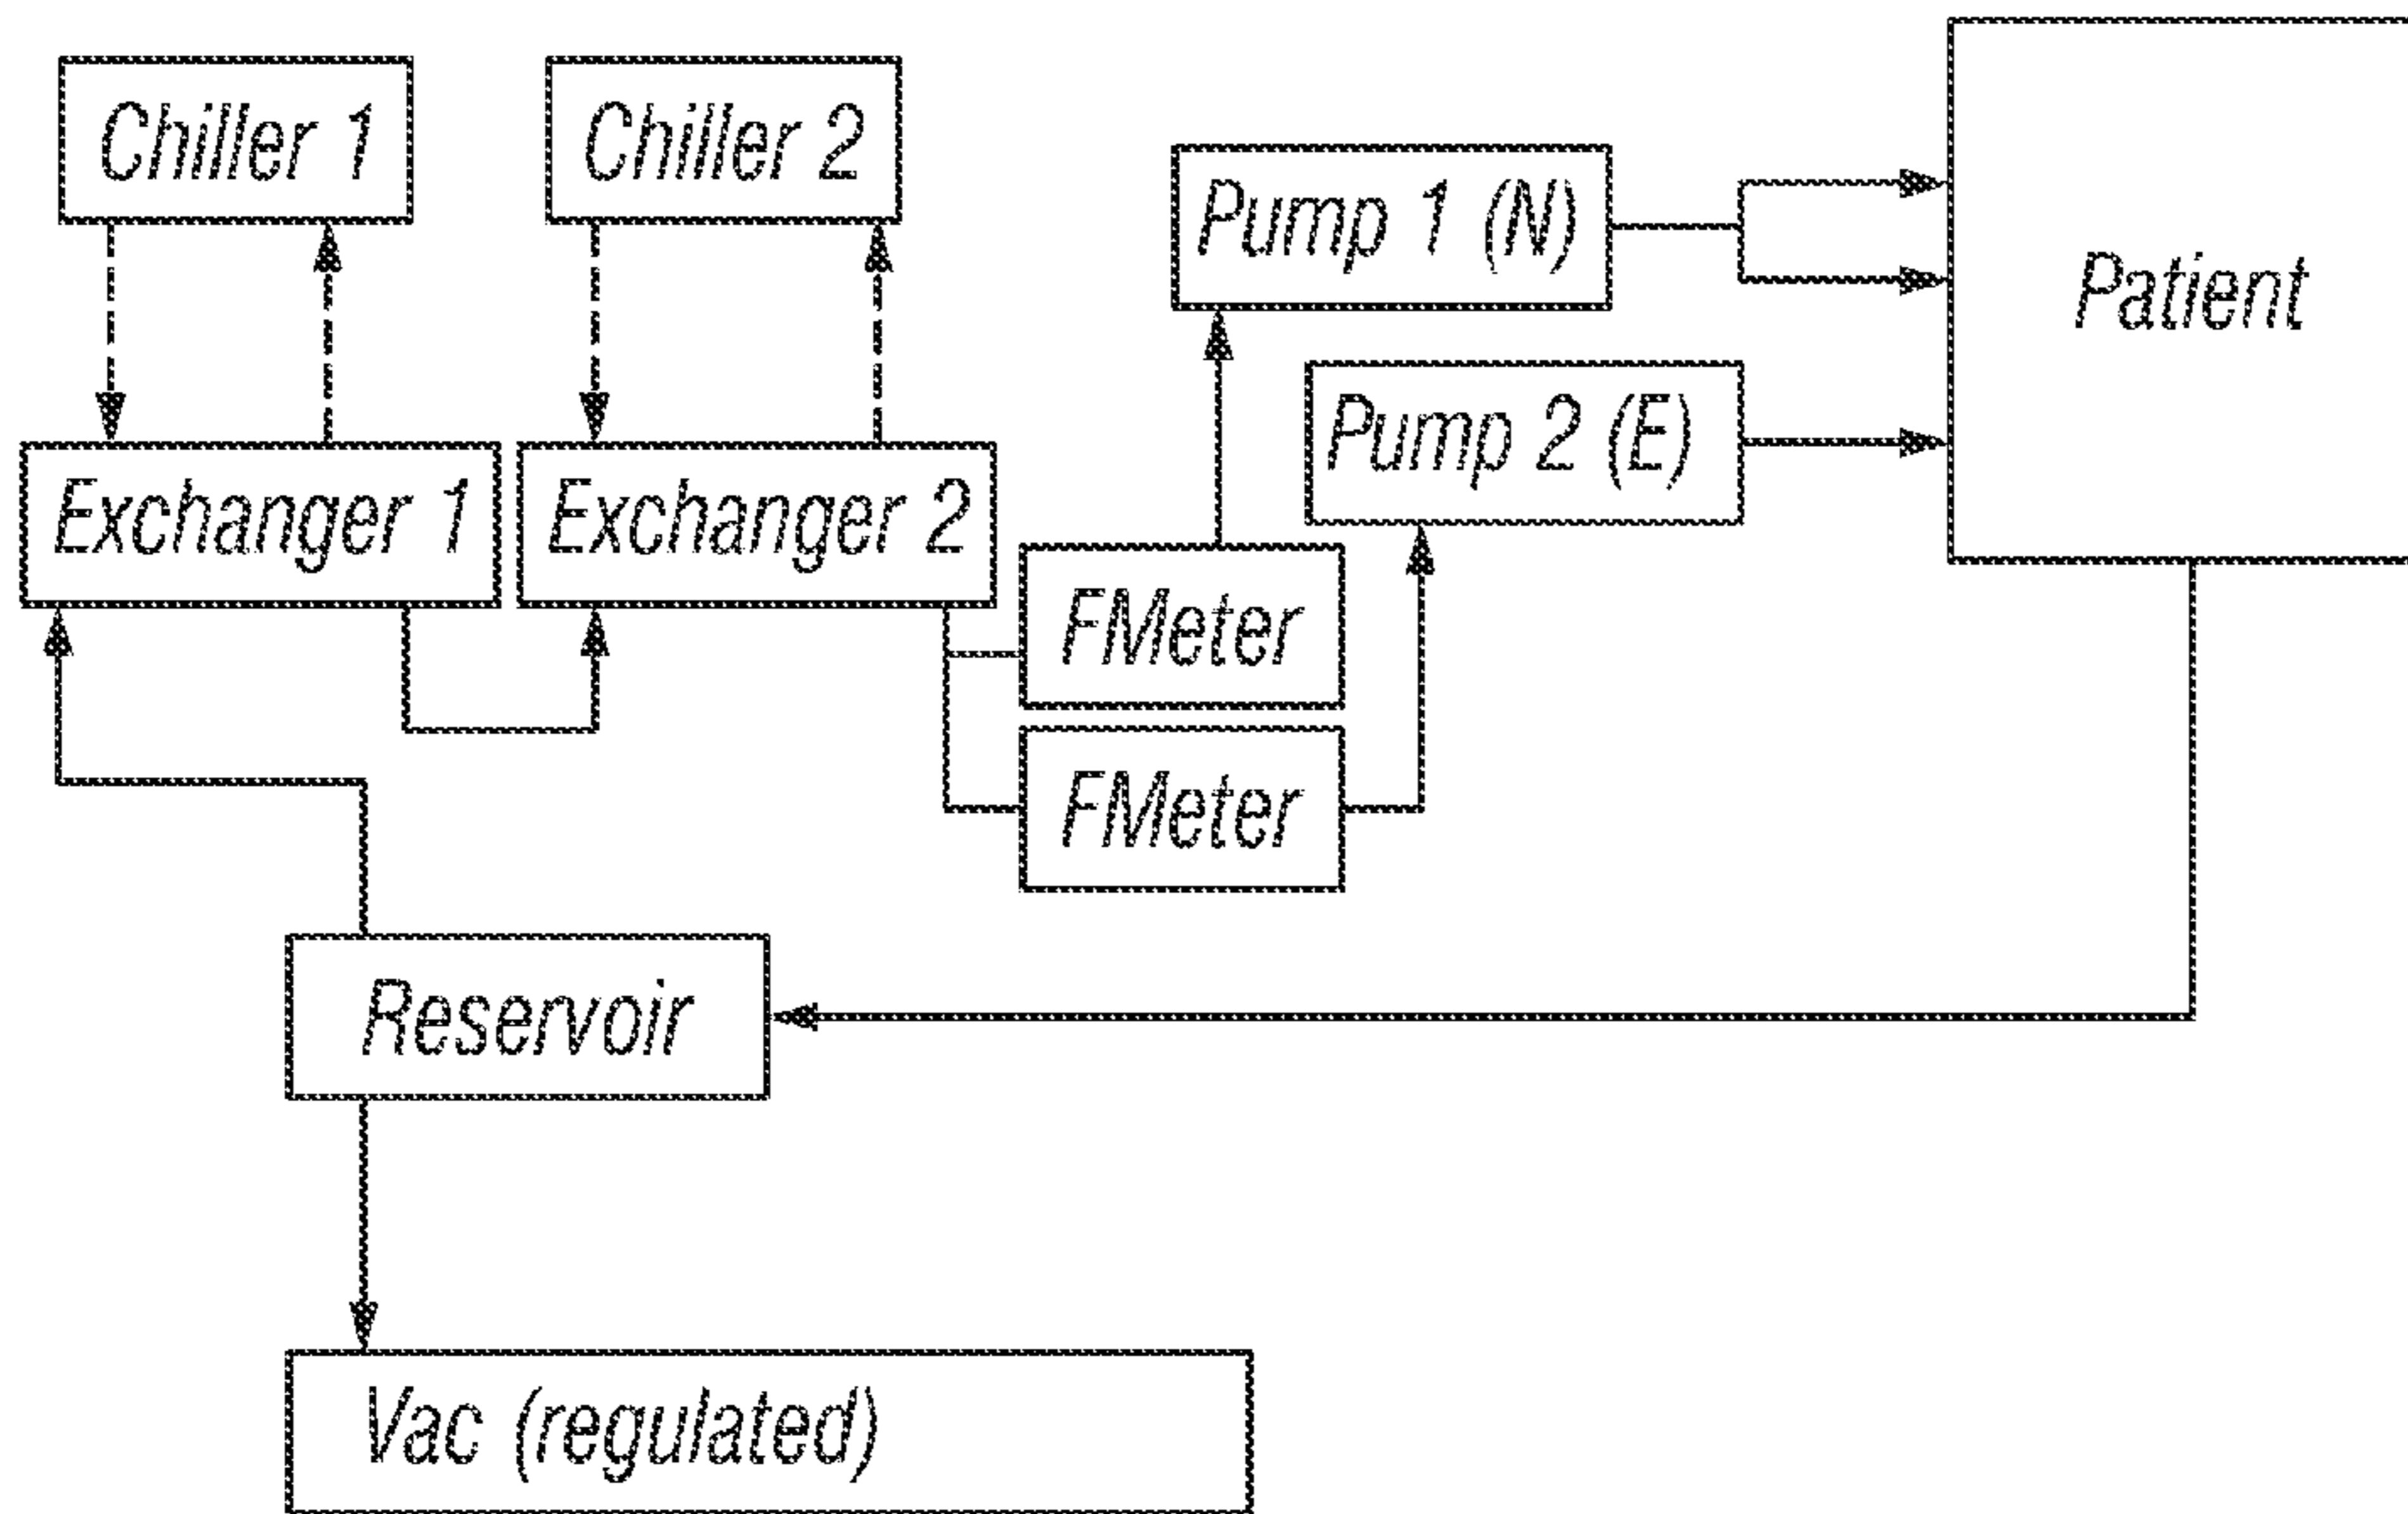 Chiller 1
Chiller 2
Pump 1 (N)
Patient
Pump 2 (E)
Exchanger 1
Exchanger 2
FMeter
FMeter
Reservoir
Vac (regulated)